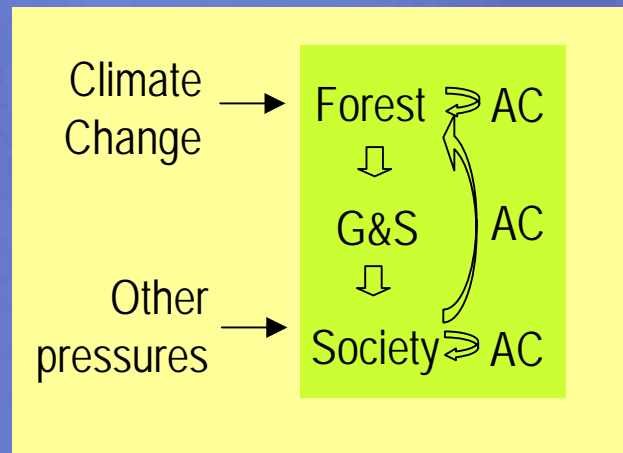 Climate
Change
Forest
AC
G&S
AC
Other
pressures
Society
AC